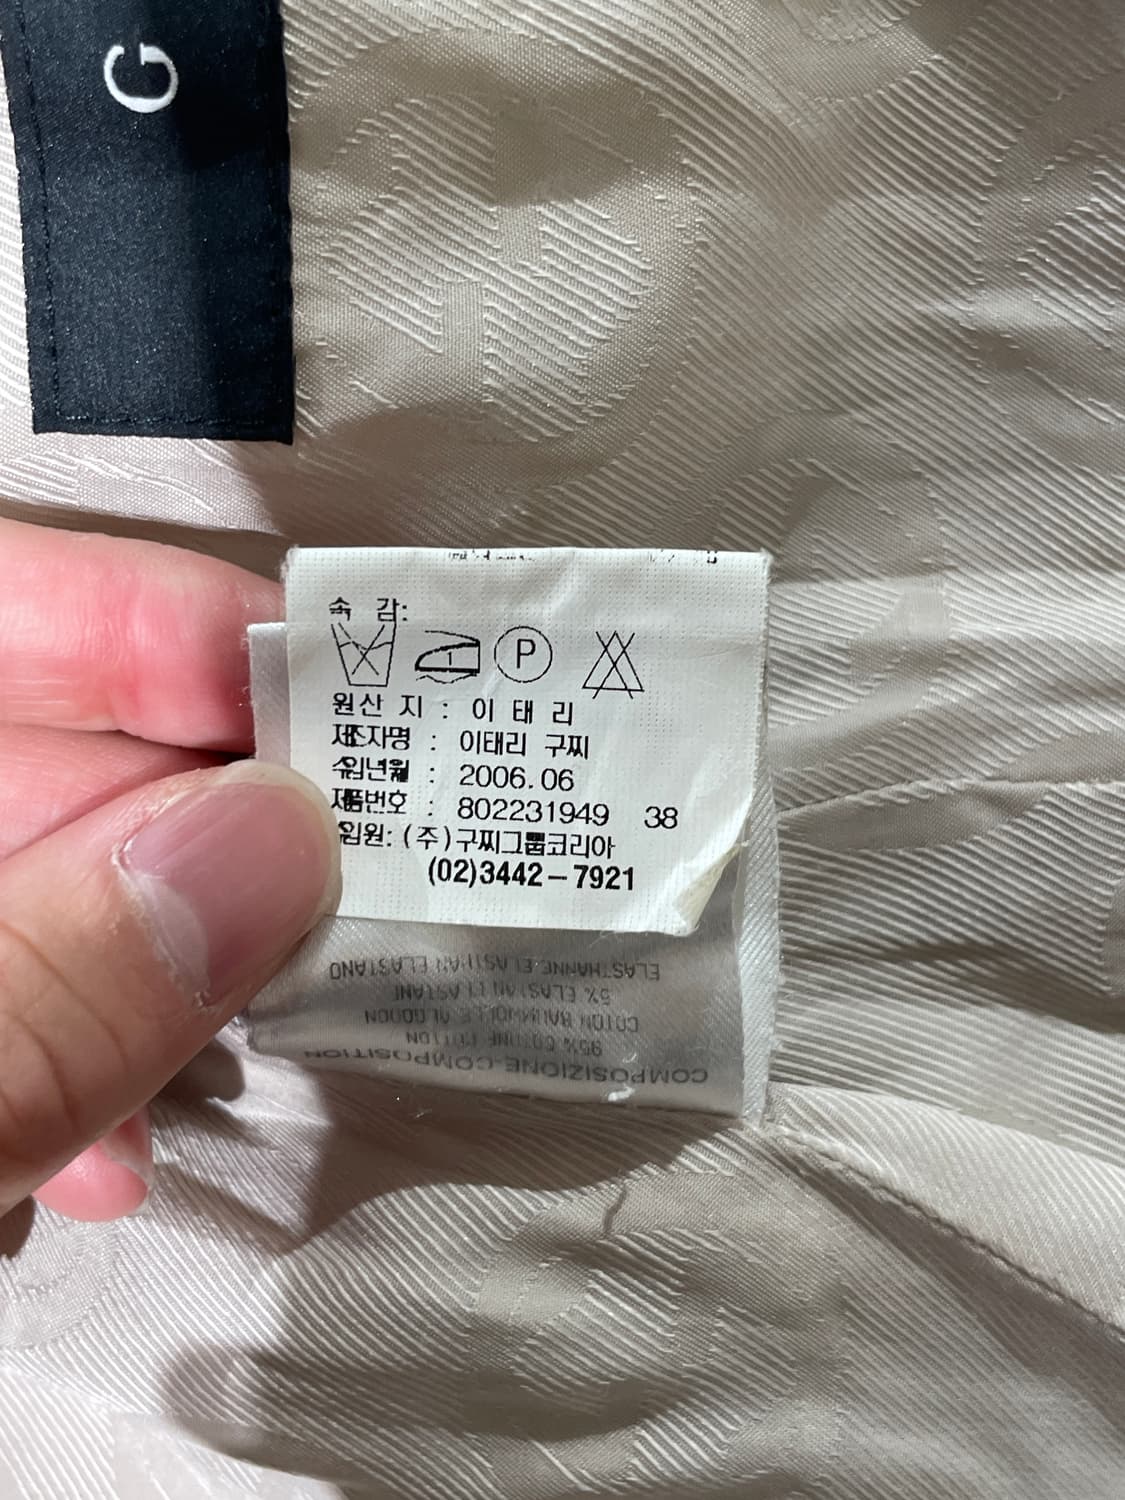 G
속 감:
P
원산 지 : 이 태 리
제조자명 : 이태리 구찌
수입년월 : 2006.06
제품번호 : 802231949 38
입원: (주)구찌그룹코리아
(02)3442-7921
COMPOSIZIONE-COMPOSITION
95% COTONE COTTON
COTON BAUMWOLLE ALGODON
5% ELASTAN ELASTANE
ELASTHANNE ELASTHAN ELASTANO